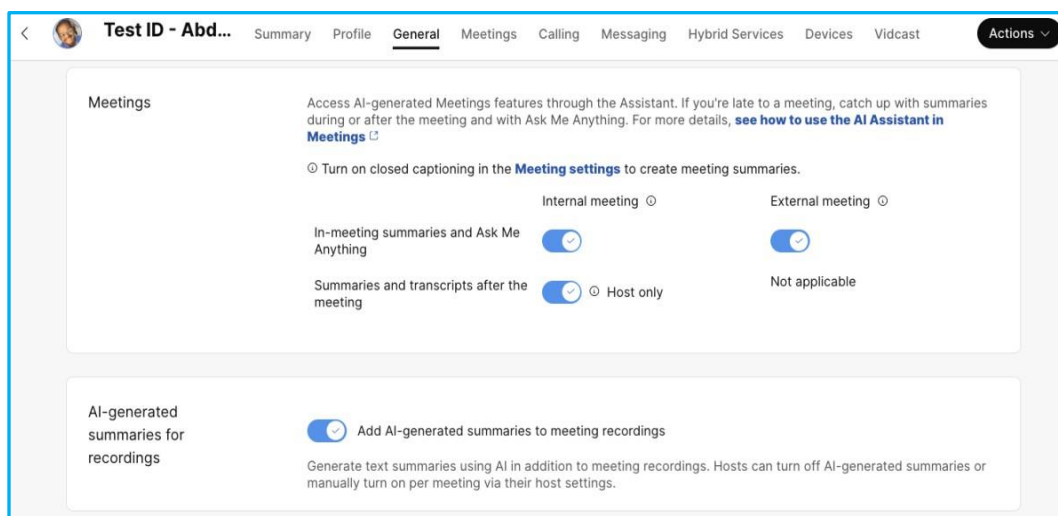 Test ID - Abd... Summary Profile General Meetings Calling Messaging Hybrid Services Devices Vidcast Actions
Meetings
Access AI-generated Meetings features through the Assistant. If you're late to a meeting, catch up with summaries
during or after the meeting and with Ask Me Anything. For more details, see how to use the AI Assistant in
Meetings
Turn on closed captioning in the Meeting settings to create meeting summaries.
Internal meeting External meeting
In-meeting summaries and Ask Me
Anything
Summaries and transcripts after the
meeting
Host only
Not applicable
AI-generated
summaries for
recordings
Add AI-generated summaries to meeting recordings
Generate text summaries using AI in addition to meeting recordings. Hosts can turn off AI-generated summaries or
manually turn on per meeting via their host settings.